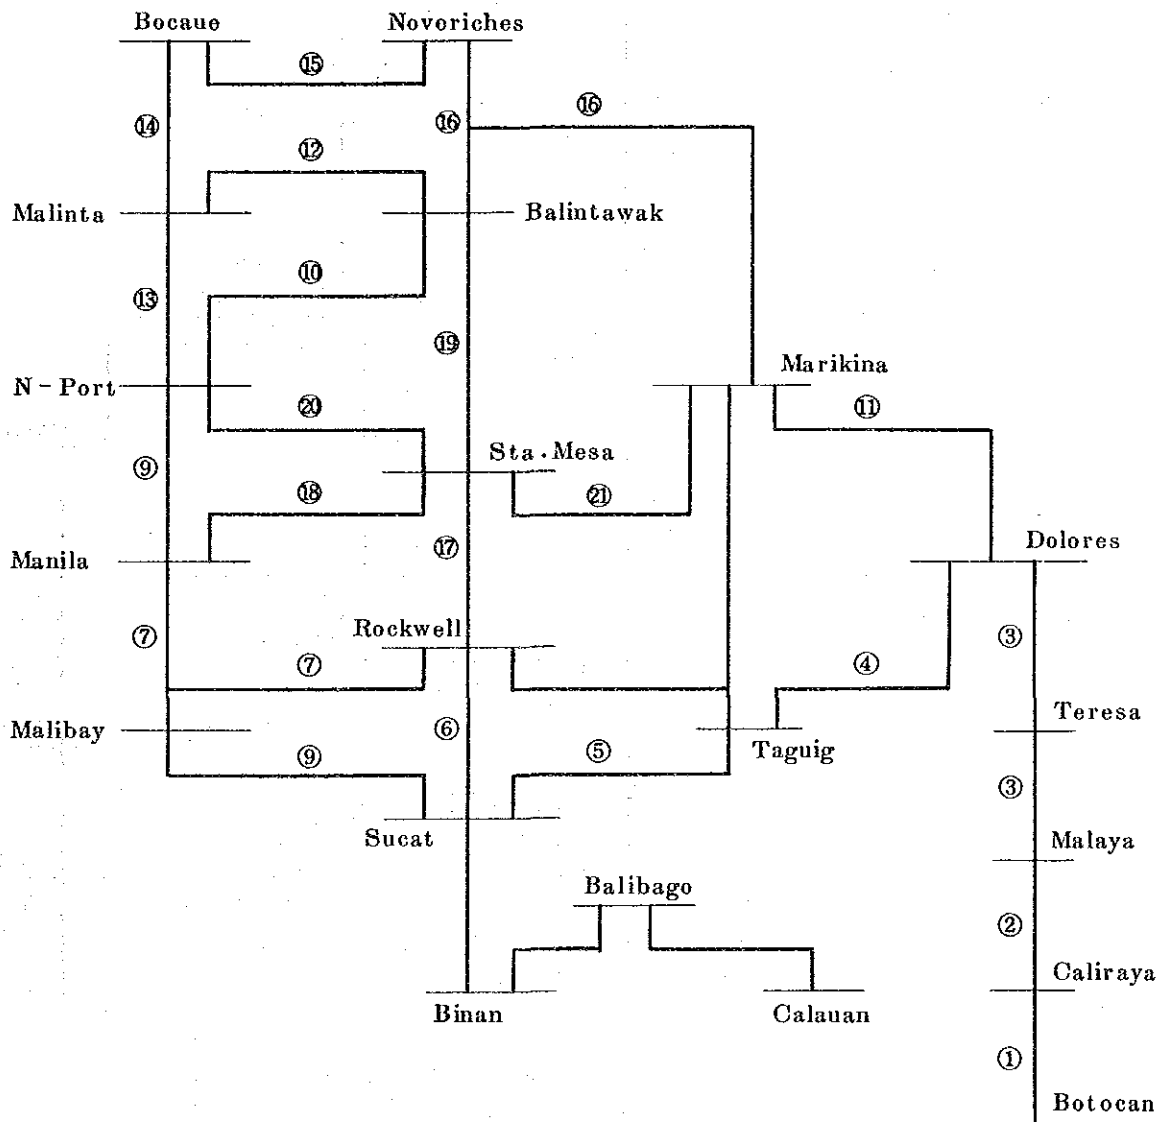 Bocaue Novoriches
⑮
⑭ ⑯ ⑯
⑫
Malinta Balintawak
⑩
⑬
⑲
N-Port Marikina
⑳ ⑪
⑨ Sta.Mesa
⑱ ㉑
⑰
Manila Dolores
Rockwell
⑦ ③
⑦ ④
Malibay ⑥ Teresa
⑨ ⑤ Taguig
③
Sucat Malaya
Balibago
②
Caliraya
Binan Calauan
①
Botocan